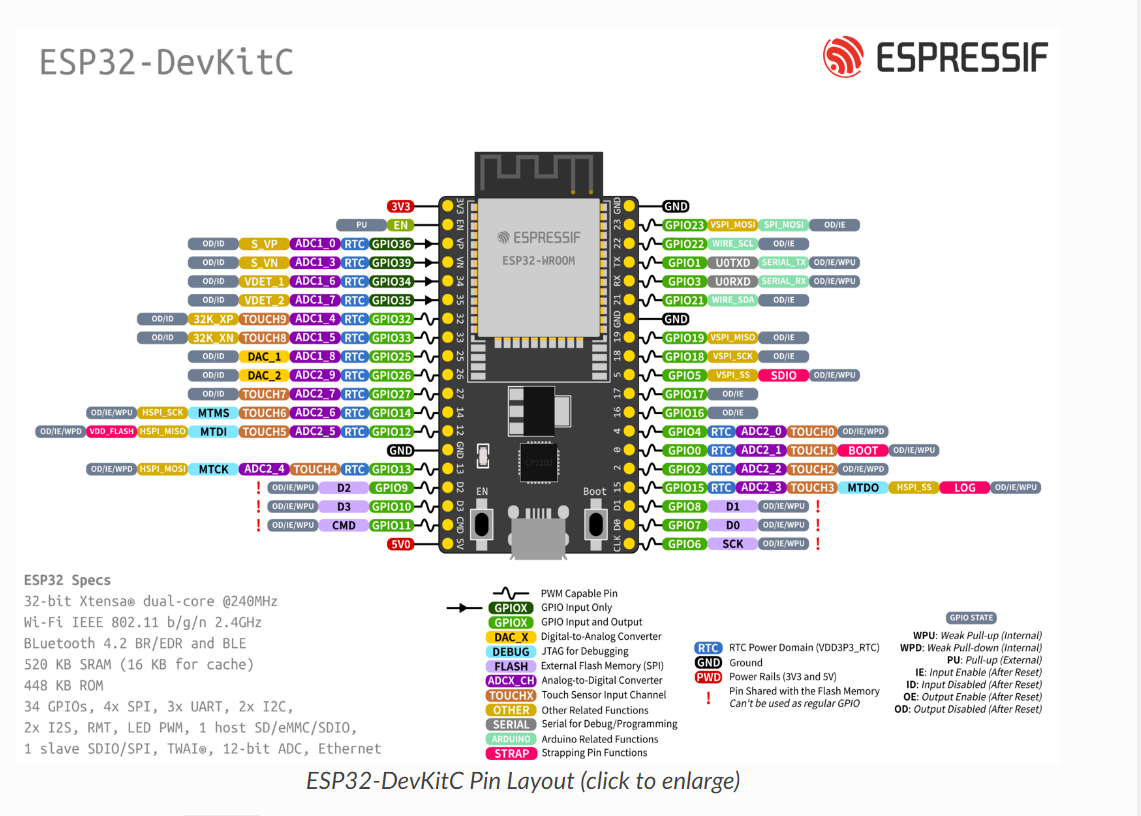 ESP32-DevKitC
ESPRESSIF
3V3 3V3 GND GND
PU EN EN 23 GPIO23 VSPI_MOSI SPI_MOSI OD/IE
OD/ID S_VP ADC1_0 RTC GPIO36 VP 22 GPIO22 WIRE_SCL OD/IE
OD/ID S_VN ADC1_3 RTC GPIO39 VN TX GPIO1 U0TXD SERIAL_TX OD/IE/WPU
OD/ID VDET_1 ADC1_6 RTC GPIO34 34 RX GPIO3 U0RXD SERIAL_RX OD/IE/WPU
OD/ID VDET_2 ADC1_7 RTC GPIO35 35 21 GPIO21 WIRE_SDA OD/IE
OD/ID 32K_XP TOUCH9 ADC1_4 RTC GPIO32 32 GND GND
OD/ID 32K_XN TOUCH8 ADC1_5 RTC GPIO33 33 19 GPIO19 VSPI_MISO OD/IE
OD/ID DAC_1 ADC1_8 RTC GPIO25 25 18 GPIO18 VSPI_SCK OD/IE
OD/ID DAC_2 ADC2_9 RTC GPIO26 26 5 GPIO5 VSPI_SS SDIO OD/IE/WPU
OD/ID TOUCH7 ADC2_7 RTC GPIO27 27 17 GPIO17 OD/IE
OD/IE/WPU HSPI_SCK MTMS TOUCH6 ADC2_6 RTC GPIO14 14 16 GPIO16 OD/IE
OD/IE/WPD VDD_FLASH HSPI_MISO MTDI TOUCH5 ADC2_5 RTC GPIO12 12 4 GPIO4 RTC ADC2_0 TOUCH0 OD/IE/WPD
GND GND 0 GPIO0 RTC ADC2_1 TOUCH1 BOOT OD/IE/WPU
OD/IE/WPD HSPI_MOSI MTCK ADC2_4 TOUCH4 RTC GPIO13 13 2 GPIO2 RTC ADC2_2 TOUCH2 OD/IE/WPD
! OD/IE/WPU D2 GPIO9 D2 15 GPIO15 RTC ADC2_3 TOUCH3 MTDO HSPI_SS LOG OD/IE/WPU
! OD/IE/WPU D3 GPIO10 D3 D1 GPIO8 D1 OD/IE/WPU !
! OD/IE/WPU CMD GPIO11 CMD D0 GPIO7 D0 OD/IE/WPU !
5V0 5V CLK GPIO6 SCK OD/IE/WPU !
ESPRESSIF
ESP32-WROOM
CP2102
EN
Boot
ESP32 Specs
32-bit Xtensa® dual-core @240MHz
Wi-Fi IEEE 802.11 b/g/n 2.4GHz
BLuetooth 4.2 BR/EDR and BLE
520 KB SRAM (16 KB for cache)
448 KB ROM
34 GPIOs, 4x SPI, 3x UART, 2x I2C,
2x I2S, RMT, LED PWM, 1 host SD/eMMC/SDIO,
1 slave SDIO/SPI, TWAI®, 12-bit ADC, Ethernet
PWM Capable Pin
GPIOX GPIO Input Only
GPIOX GPIO Input and Output
DAC_X Digital-to-Analog Converter
DEBUG JTAG for Debugging
FLASH External Flash Memory (SPI)
ADCX_CH Analog-to-Digital Converter
TOUCHX Touch Sensor Input Channel
OTHER Other Related Functions
SERIAL Serial for Debug/Programming
ARDUINO Arduino Related Functions
STRAP Strapping Pin Functions
RTC RTC Power Domain (VDD3P3_RTC)
GND Ground
PWD Power Rails (3V3 and 5V)
! Pin Shared with the Flash Memory
Can't be used as regular GPIO
GPIO STATE
WPU: Weak Pull-up (Internal)
WPD: Weak Pull-down (Internal)
PU: Pull-up (External)
IE: Input Enable (After Reset)
ID: Input Disabled (After Reset)
OE: Output Enable (After Reset)
OD: Output Disabled (After Reset)
ESP32-DevKitC Pin Layout (click to enlarge)